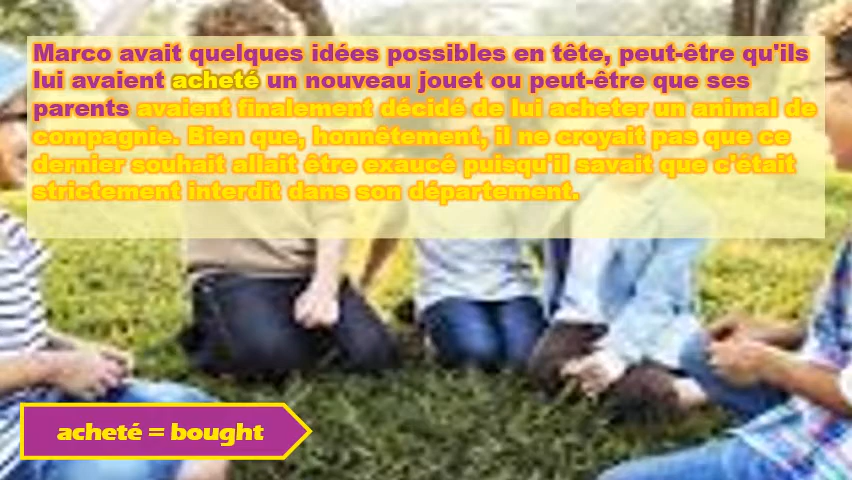 Marco avait quelques idées possibles en tête, peut-être qu'ils
lui avaient acheté un nouveau jouet ou peut-être que ses
parents avaient finalement décidé de lui acheter un animal de
compagnie. Bien que, honnêtement, il ne croyait pas que ce
dernier souhait allait être exaucé puisqu'il savait que c'était
strictement interdit dans son département.
acheté = bought